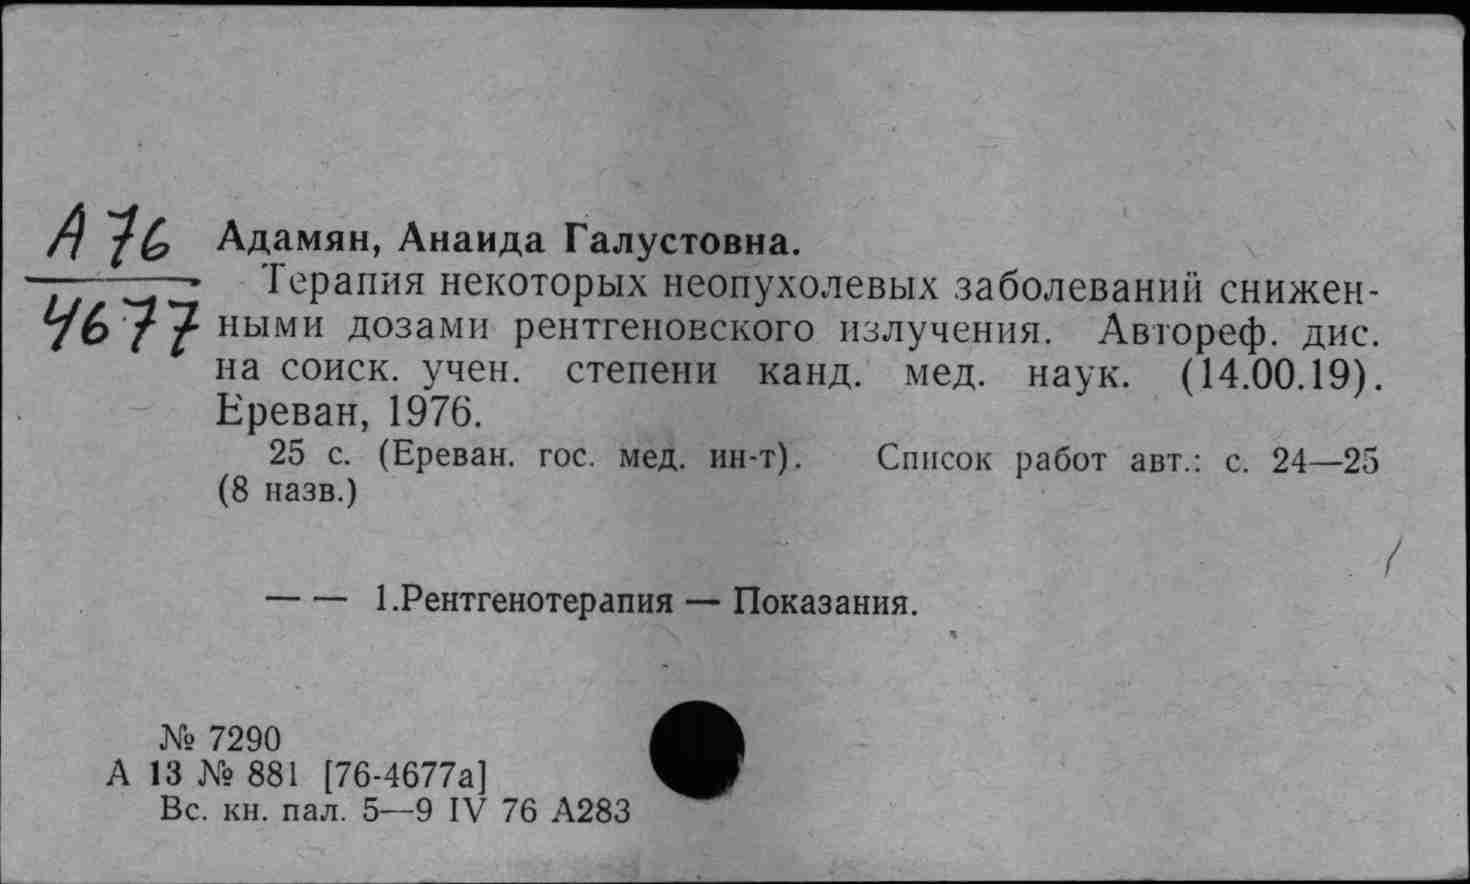 А 76
4677
Адамян, Анаида Галустовна.
Терапия некоторых неопухолевых заболеваний снижен-
ными дозами рентгеновского излучения. Автореф. дис.
на соиск. учен. степени канд. мед. наук. (14.00.19).
Ереван, 1976.
25 с. (Ереван. гос. мед. ин-т). Список работ авт.: с. 24—25
(8 назв.)
— — 1.Рентгенотерапия — Показания.
№ 7290
А 13 № 881 [76-4677а]
Вс. кн. пал. 5—9 IV 76 А283